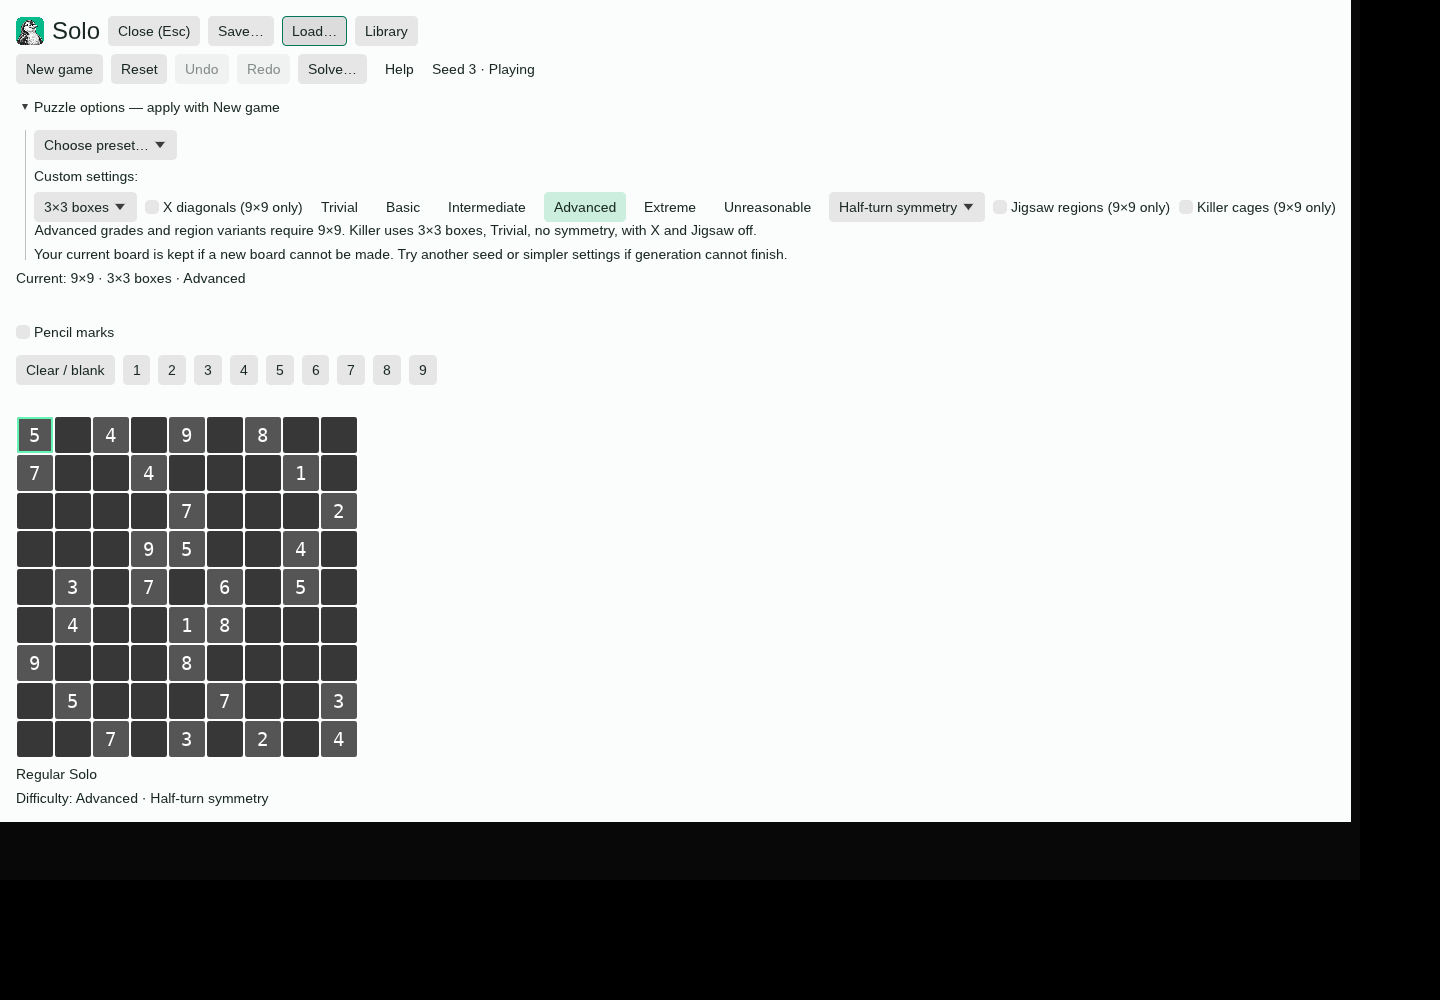 Solo Close (Esc) Save… Load… Library
New game Reset Undo Redo Solve… Help Seed 3 · Playing
▼ Puzzle options — apply with New game
Choose preset… ▼
Custom settings:
3×3 boxes ▼ X diagonals (9×9 only) Trivial Basic Intermediate Advanced Extreme Unreasonable Half-turn symmetry ▼ Jigsaw regions (9×9 only) Killer cages (9×9 only)
Advanced grades and region variants require 9×9. Killer uses 3×3 boxes, Trivial, no symmetry, with X and Jigsaw off.
Your current board is kept if a new board cannot be made. Try another seed or simpler settings if generation cannot finish.
Current: 9×9 · 3×3 boxes · Advanced
Pencil marks
Clear / blank 1 2 3 4 5 6 7 8 9
5 4 9 8
7 4 1
7 2
9 5 4
3 7 6 5
4 1 8
9 8
5 7 3
7 3 2 4
Regular Solo
Difficulty: Advanced · Half-turn symmetry